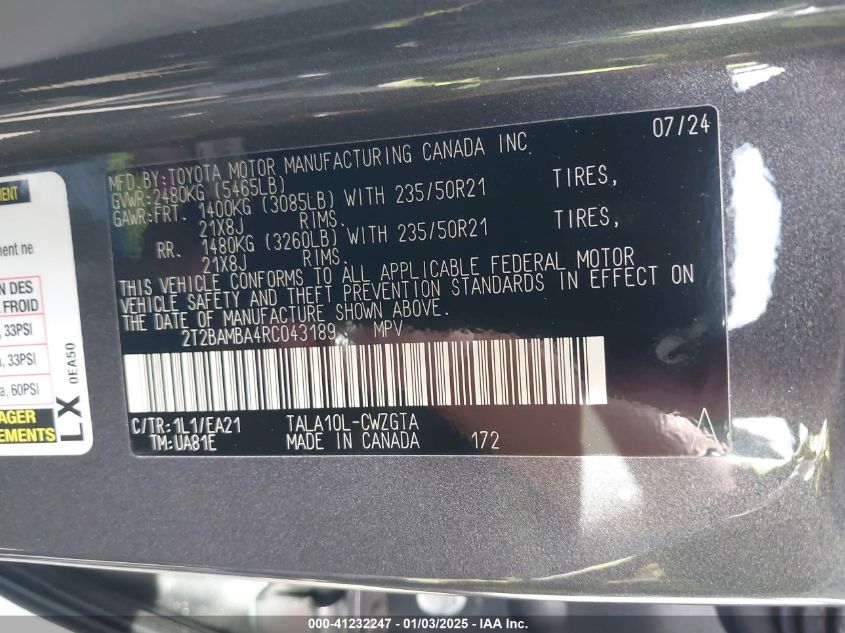 07/24
MFD.BY:TOYOTA MOTOR MANUFACTURING CANADA INC
GVWR:2480KG (5465LB)
GAWR:FRT. 1400KG (3085LB) WITH 235/50R21 TIRES,
21X8J RIMS.
RR. 1480KG (3260LB) WITH 235/50R21 TIRES,
21X8J RIMS.
THIS VEHICLE CONFORMS TO ALL APPLICABLE FEDERAL MOTOR
VEHICLE SAFETY AND THEFT PREVENTION STANDARDS IN EFFECT ON
THE DATE OF MANUFACTURE SHOWN ABOVE.
2T2BAMBA4RC043189 MPV
C/TR:1L1/EA21 TALA10L-CWZGTA
TM:UA81E MADE IN CANADA 172
A
ment ne
DES
FROID
, 33PSI
a, 33PSI
a, 60PSI
LX 0EA50
000-41232247 - 01/03/2025 - IAA Inc.